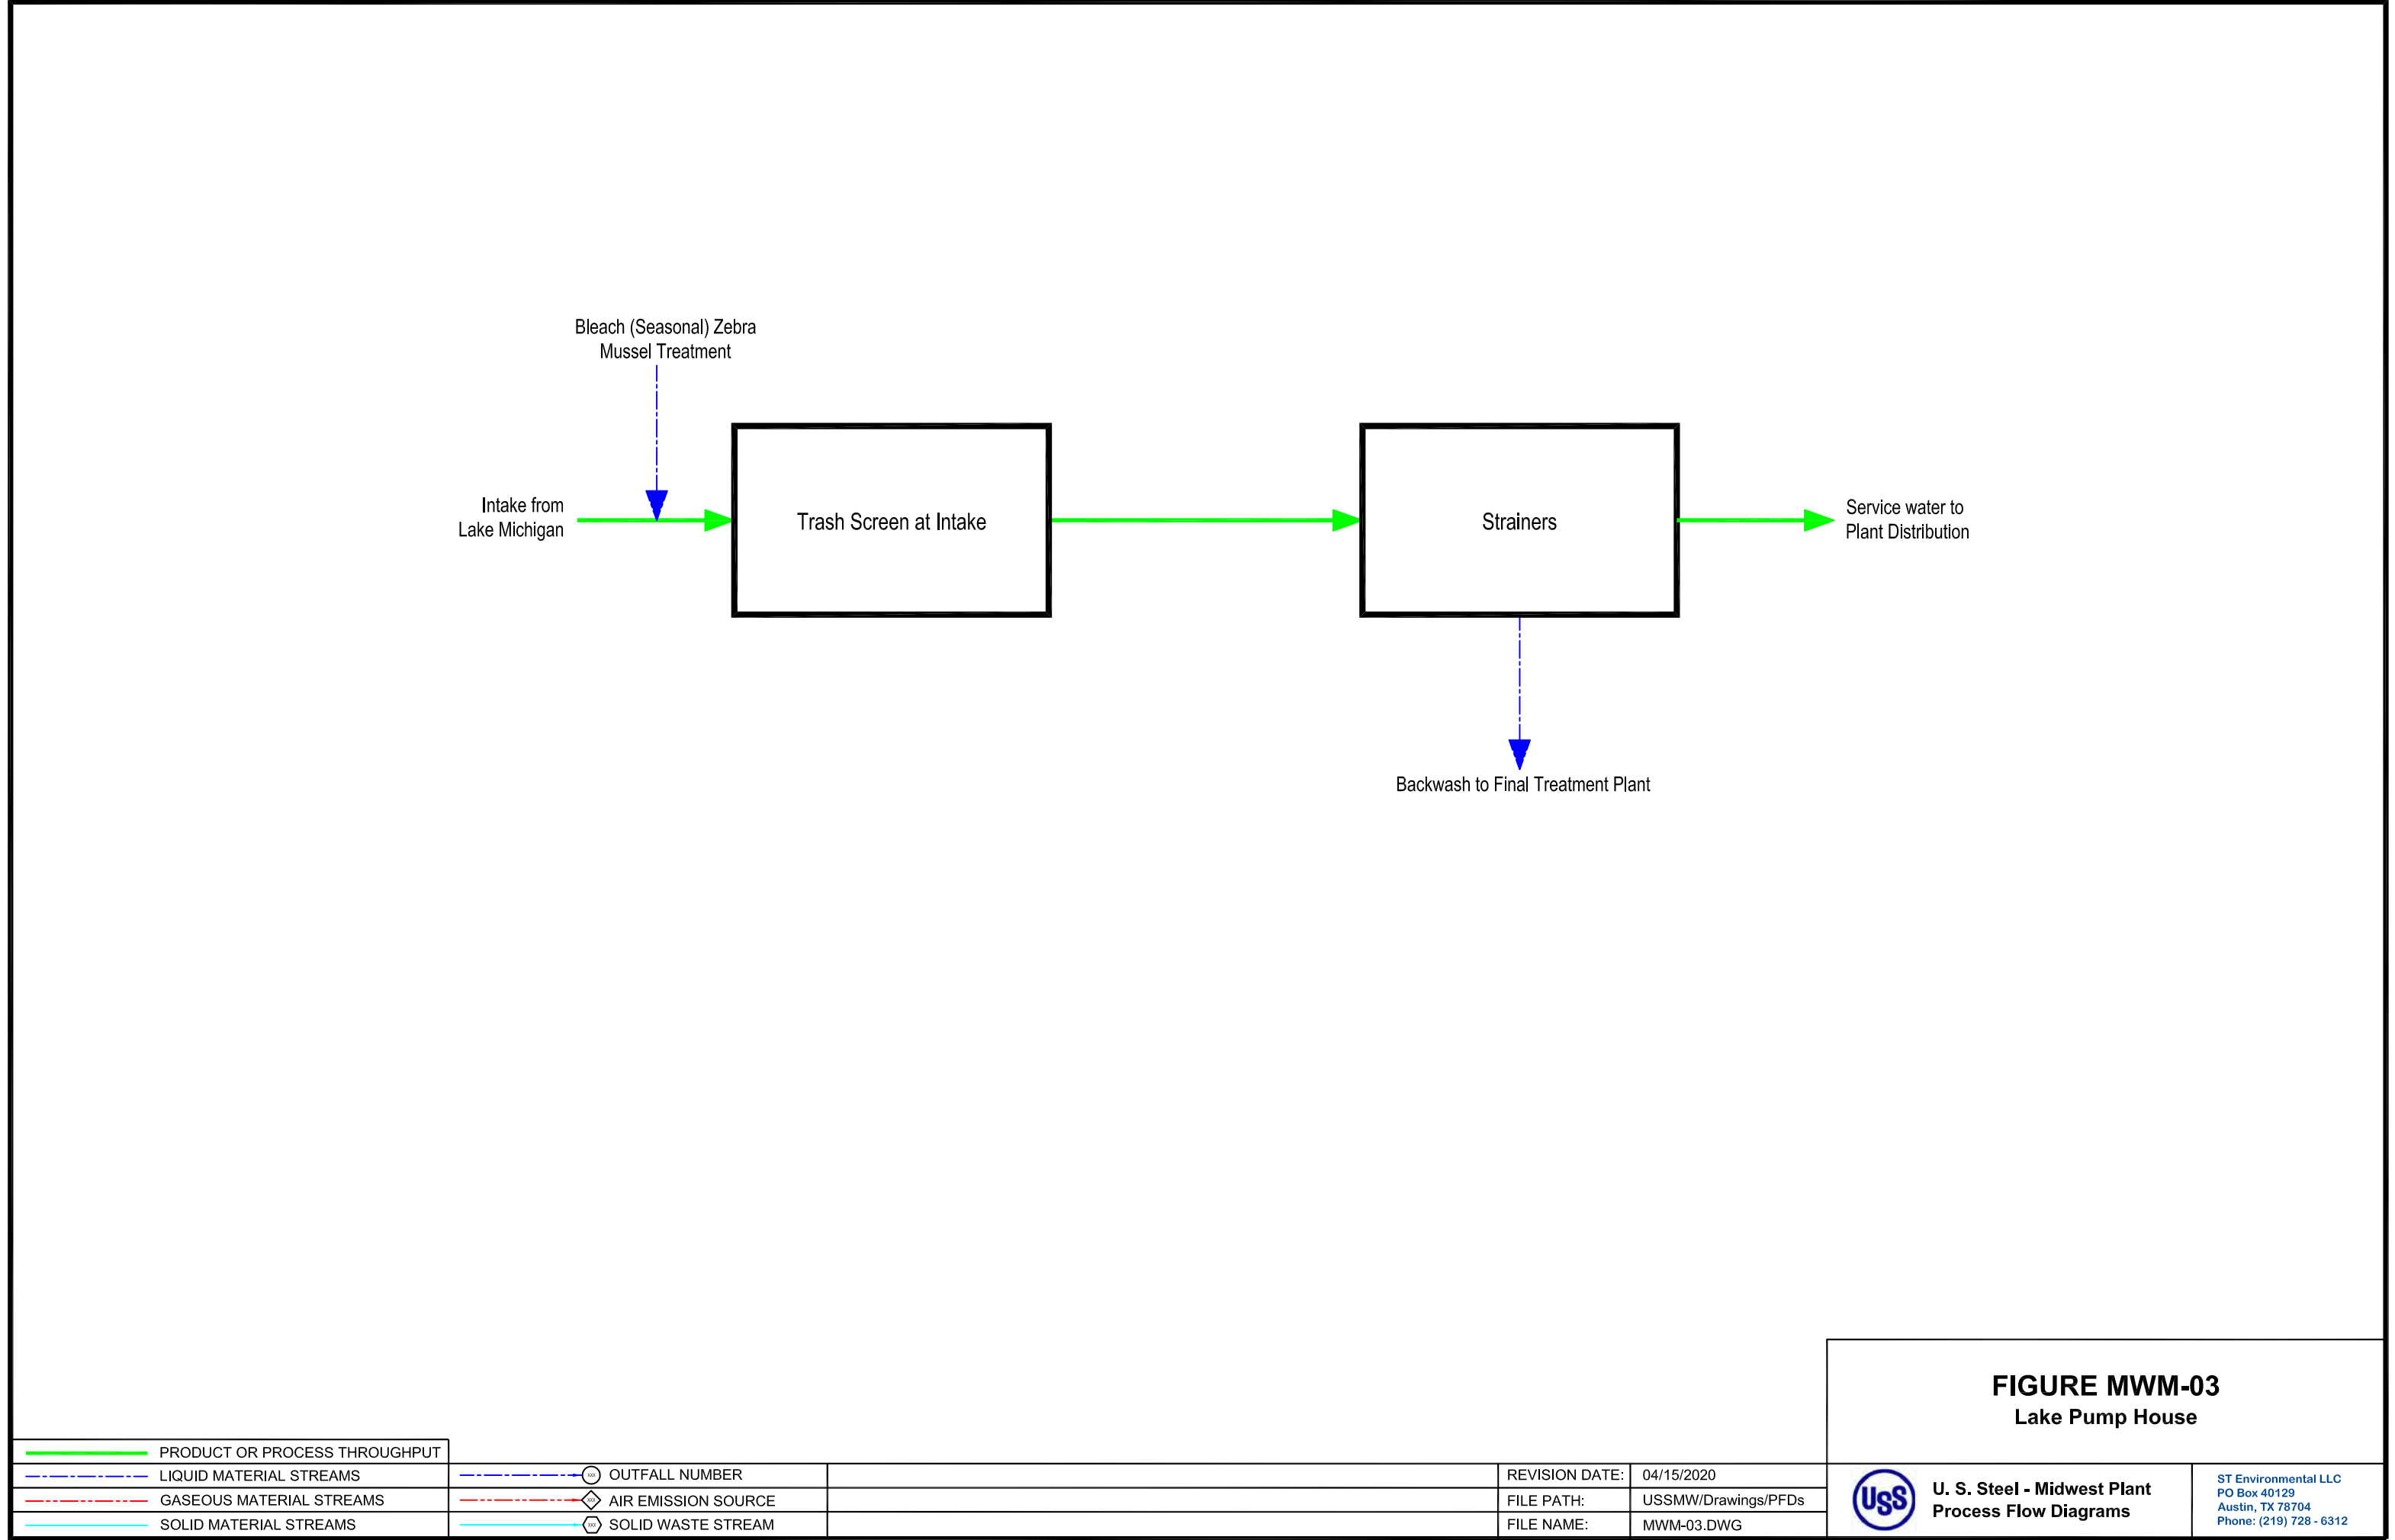 Bleach (Seasonal) Zebra
Mussel Treatment
Intake from
Lake Michigan
Trash Screen at Intake
Strainers
Service water to
Plant Distribution
Backwash to Final Treatment Plant
FIGURE MWM-03
Lake Pump House
PRODUCT OR PROCESS THROUGHPUT
LIQUID MATERIAL STREAMS
GASEOUS MATERIAL STREAMS
SOLID MATERIAL STREAMS
XXX OUTFALL NUMBER
XXX AIR EMISSION SOURCE
XXX SOLID WASTE STREAM
REVISION DATE: 04/15/2020
FILE PATH: USSMW/Drawings/PFDs
FILE NAME: MWM-03.DWG
USS
U. S. Steel - Midwest Plant
Process Flow Diagrams
ST Environmental LLC
PO Box 40129
Austin, TX 78704
Phone: (219) 728 - 6312